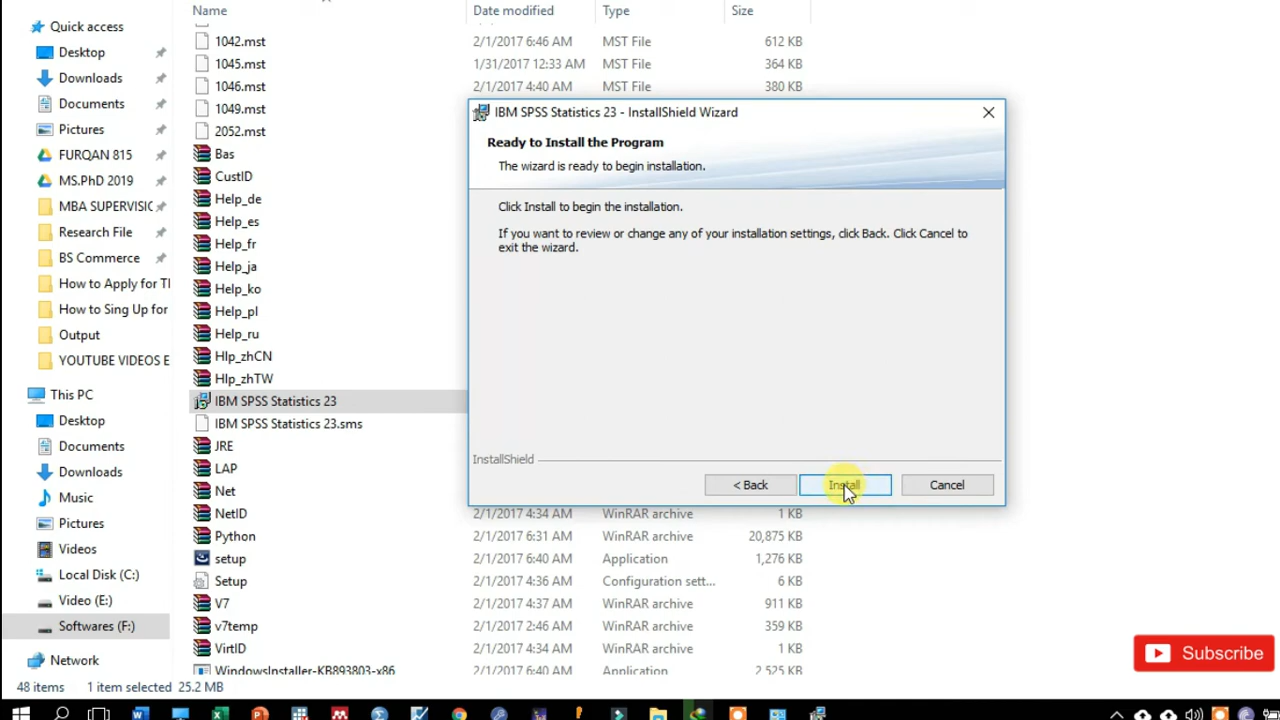 Name Date modified Type Size
Quick access
Desktop
Downloads
Documents
Pictures
FURQAN 815
MS.PhD 2019
MBA SUPERVISIC
Research File
BS Commerce
How to Apply for Tl
How to Sing Up for
Output
YOUTUBE VIDEOS E
This PC
Desktop
Documents
Downloads
Music
Pictures
Videos
Local Disk (C:)
Video (E:)
Softwares (F:)
Network
1042.mst 2/1/2017 6:46 AM MST File 612 KB
1045.mst 1/31/2017 12:33 AM MST File 364 KB
1046.mst 2/1/2017 4:40 AM MST File 380 KB
1049.mst
2052.mst
Bas
CustID
Help_de
Help_es
Help_fr
Help_ja
Help_ko
Help_pl
Help_ru
Hlp_zhCN
Hlp_zhTW
IBM SPSS Statistics 23
IBM SPSS Statistics 23.sms
JRE
LAP
Net
NetID 2/1/2017 4:34 AM WinRAR archive 1 KB
Python 2/1/2017 6:31 AM WinRAR archive 20,875 KB
setup 2/1/2017 6:40 AM Application 1,276 KB
Setup 2/1/2017 4:36 AM Configuration sett... 6 KB
V7 2/1/2017 4:37 AM WinRAR archive 911 KB
v7temp 2/1/2017 2:46 AM WinRAR archive 359 KB
VirtID 2/1/2017 4:34 AM WinRAR archive 1 KB
WindowsInstaller-KB893803-x86 2/1/2017 6:40 AM Application 2,525 KB
IBM SPSS Statistics 23 - InstallShield Wizard
Ready to Install the Program
The wizard is ready to begin installation.
Click Install to begin the installation.
If you want to review or change any of your installation settings, click Back. Click Cancel to
exit the wizard.
InstallShield
< Back Install Cancel
Subscribe
48 items 1 item selected 25.2 MB